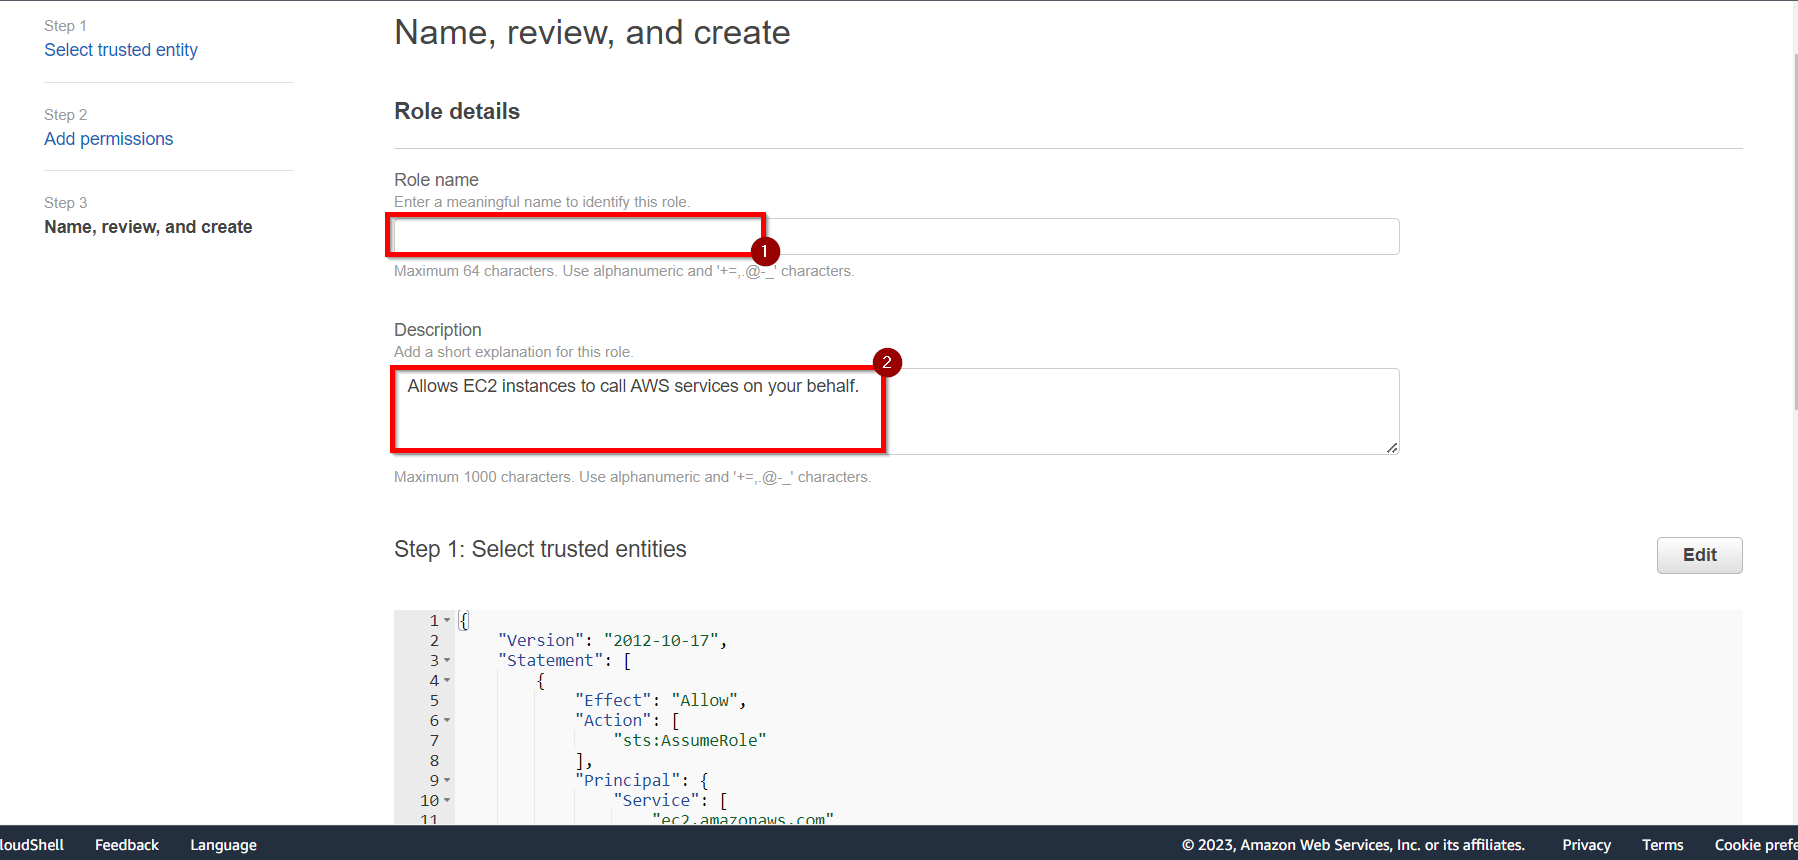 Step 1
Select trusted entity
Step 2
Add permissions
Step 3
Name, review, and create
Name, review, and create
Role details
Role name
Enter a meaningful name to identify this role.
1
Maximum 64 characters. Use alphanumeric and '+=,.@-_' characters.
Description
Add a short explanation for this role.
2
Allows EC2 instances to call AWS services on your behalf.
Maximum 1000 characters. Use alphanumeric and '+=,.@-_' characters.
Step 1: Select trusted entities
Edit
1 {
2 "Version": "2012-10-17",
3 "Statement": [
4 {
5 "Effect": "Allow",
6 "Action": [
7 "sts:AssumeRole"
8 ],
9 "Principal": {
10 "Service": [
11 "ec2.amazonaws.com"
loudShell Feedback Language © 2023, Amazon Web Services, Inc. or its affiliates. Privacy Terms Cookie prefe